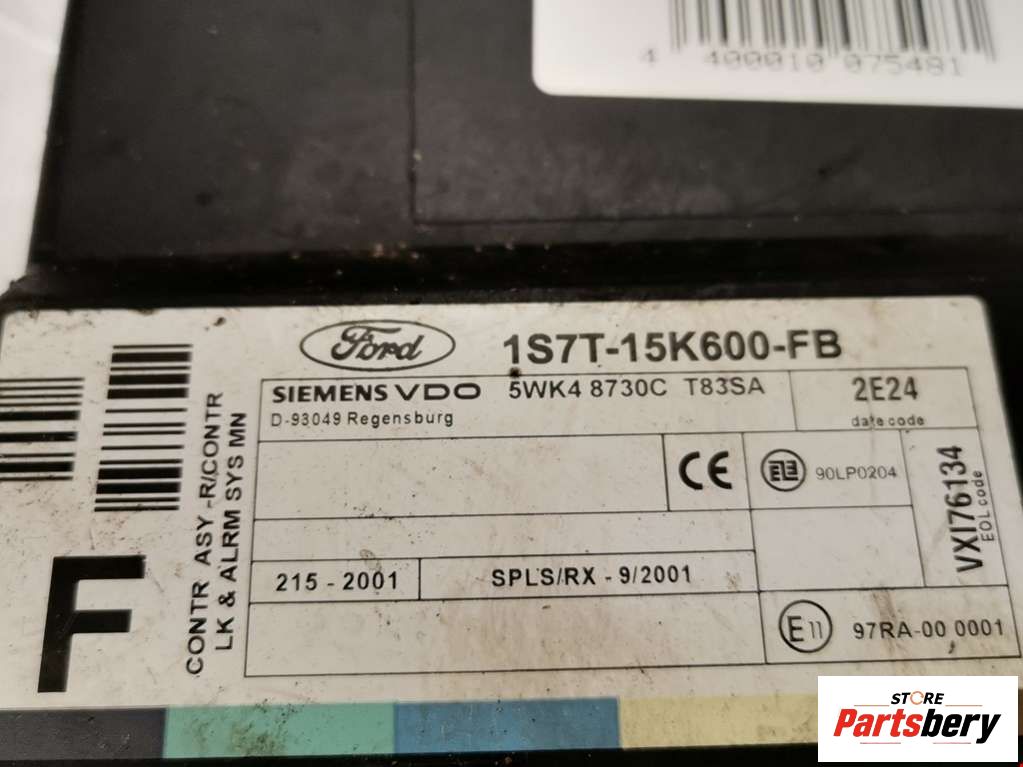 4 400010 075481
Ford
1S7T-15K600-FB
SIEMENS VDO 5WK4 8730C T83SA
D-93049 Regensburg
2E24
date code
CE
90LP0204
VXI76134
EOL code
215 - 2001
SPLS/RX - 9/2001
E 11
97RA-00 0001
CONTR ASY -R/CONTR
LK & ALRM SYS MN
F
STORE
Partsbery